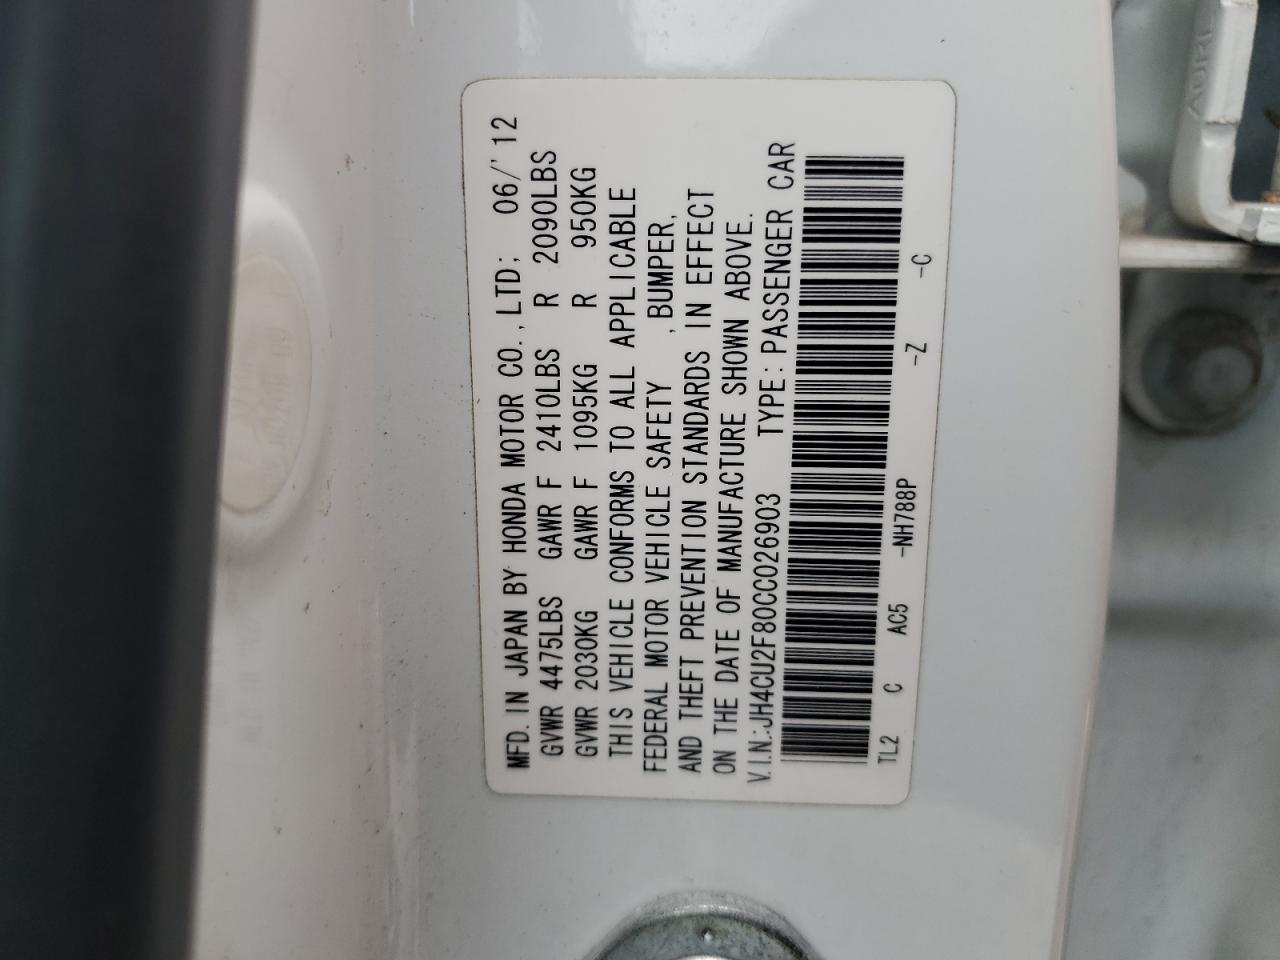 MFD. IN JAPAN BY HONDA MOTOR CO., LTD; 06/'12
GVWR 4475LBS GAWR F 2410LBS R 2090LBS
GVWR 2030KG GAWR F 1095KG R 950KG
THIS VEHICLE CONFORMS TO ALL APPLICABLE
FEDERAL MOTOR VEHICLE SAFETY , BUMPER,
AND THEFT PREVENTION STANDARDS IN EFFECT
ON THE DATE OF MANUFACTURE SHOWN ABOVE.
V.I.N.:JH4CU2F80CC026903 TYPE: PASSENGER CAR
TL2 C AC5 -NH788P -Z -C